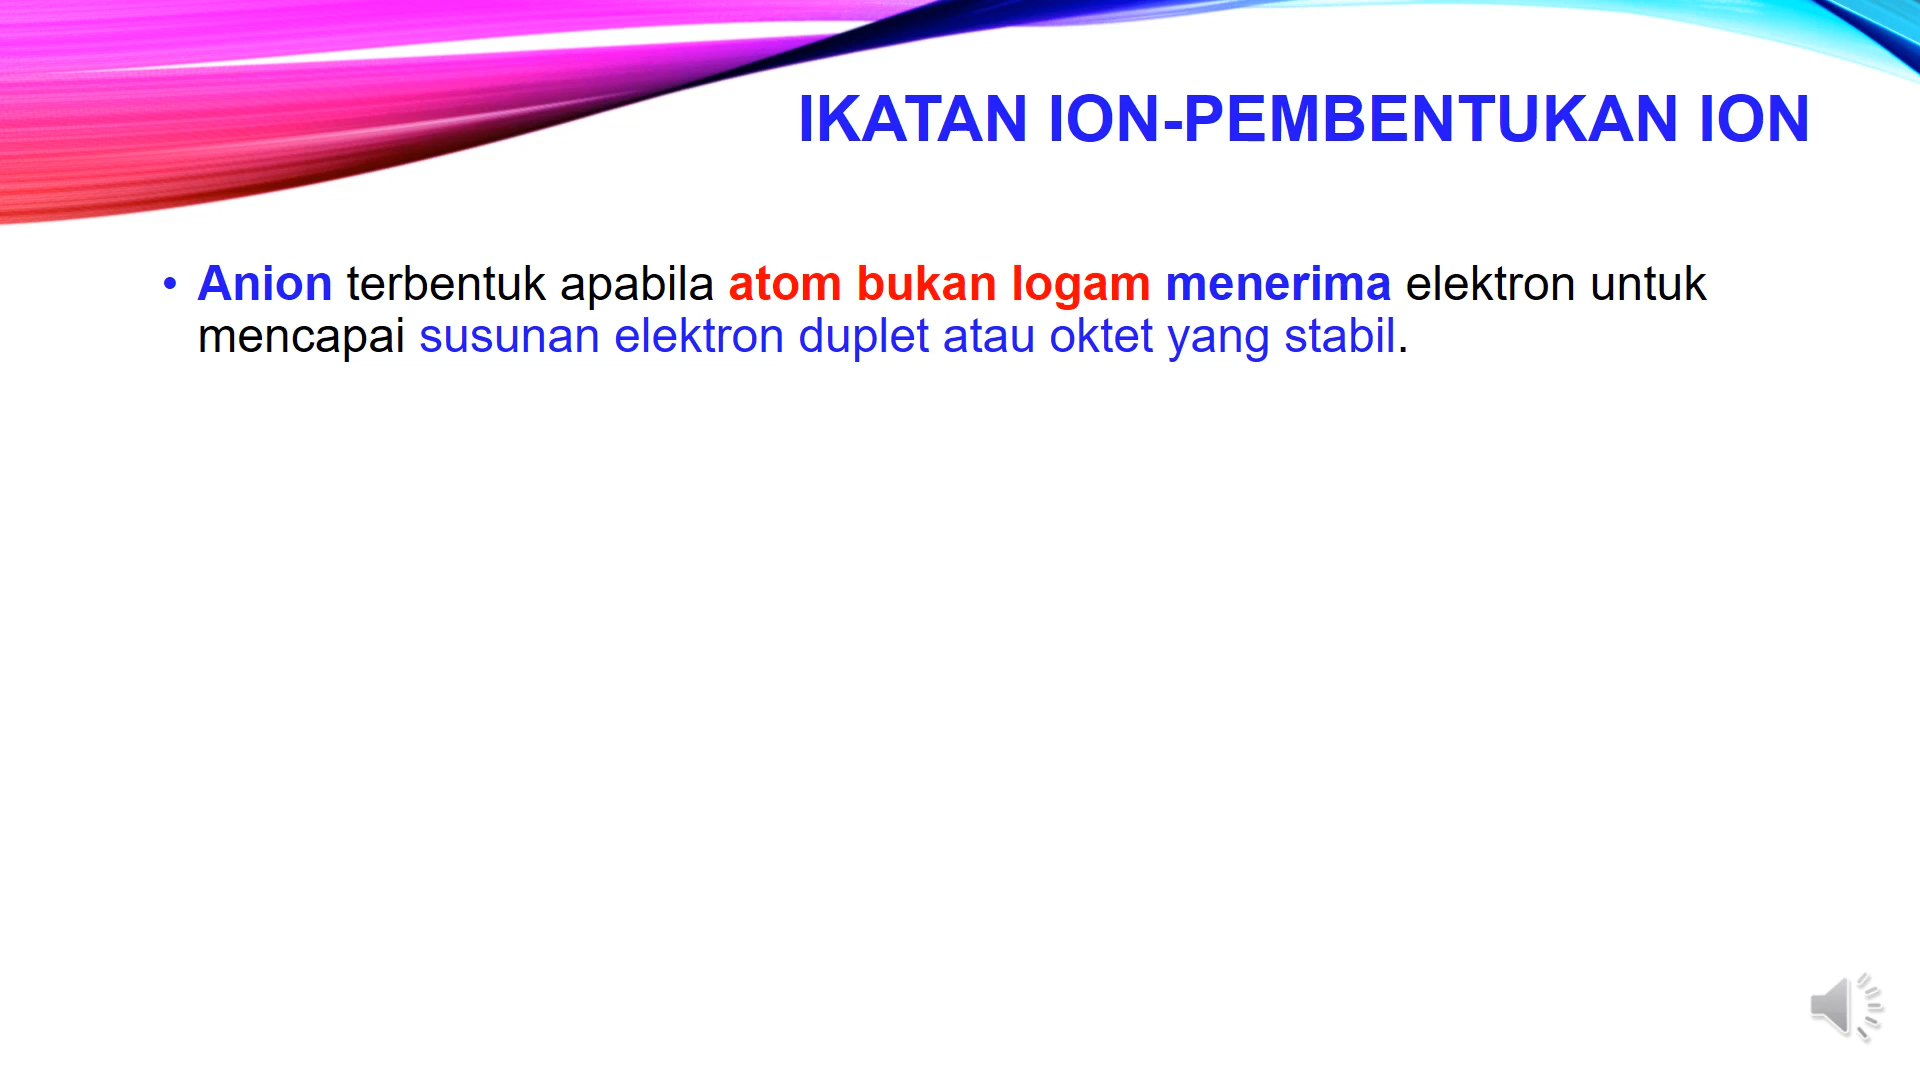 IKATAN ION-PEMBENTUKAN ION
• Anion terbentuk apabila atom bukan logam menerima elektron untuk
mencapai susunan elektron duplet atau oktet yang stabil.